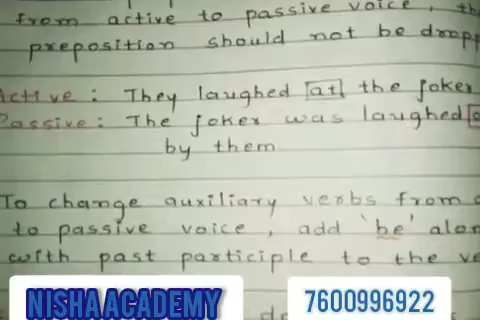 from active to passive voice, the
preposition should not be dropp
Active : They laughed at the joker
Passive : The joker was laughed
by them
To change auxiliary verbs from
to passive voice, add 'be' alon
with past participle to the ve
NISHA ACADEMY
7600996922